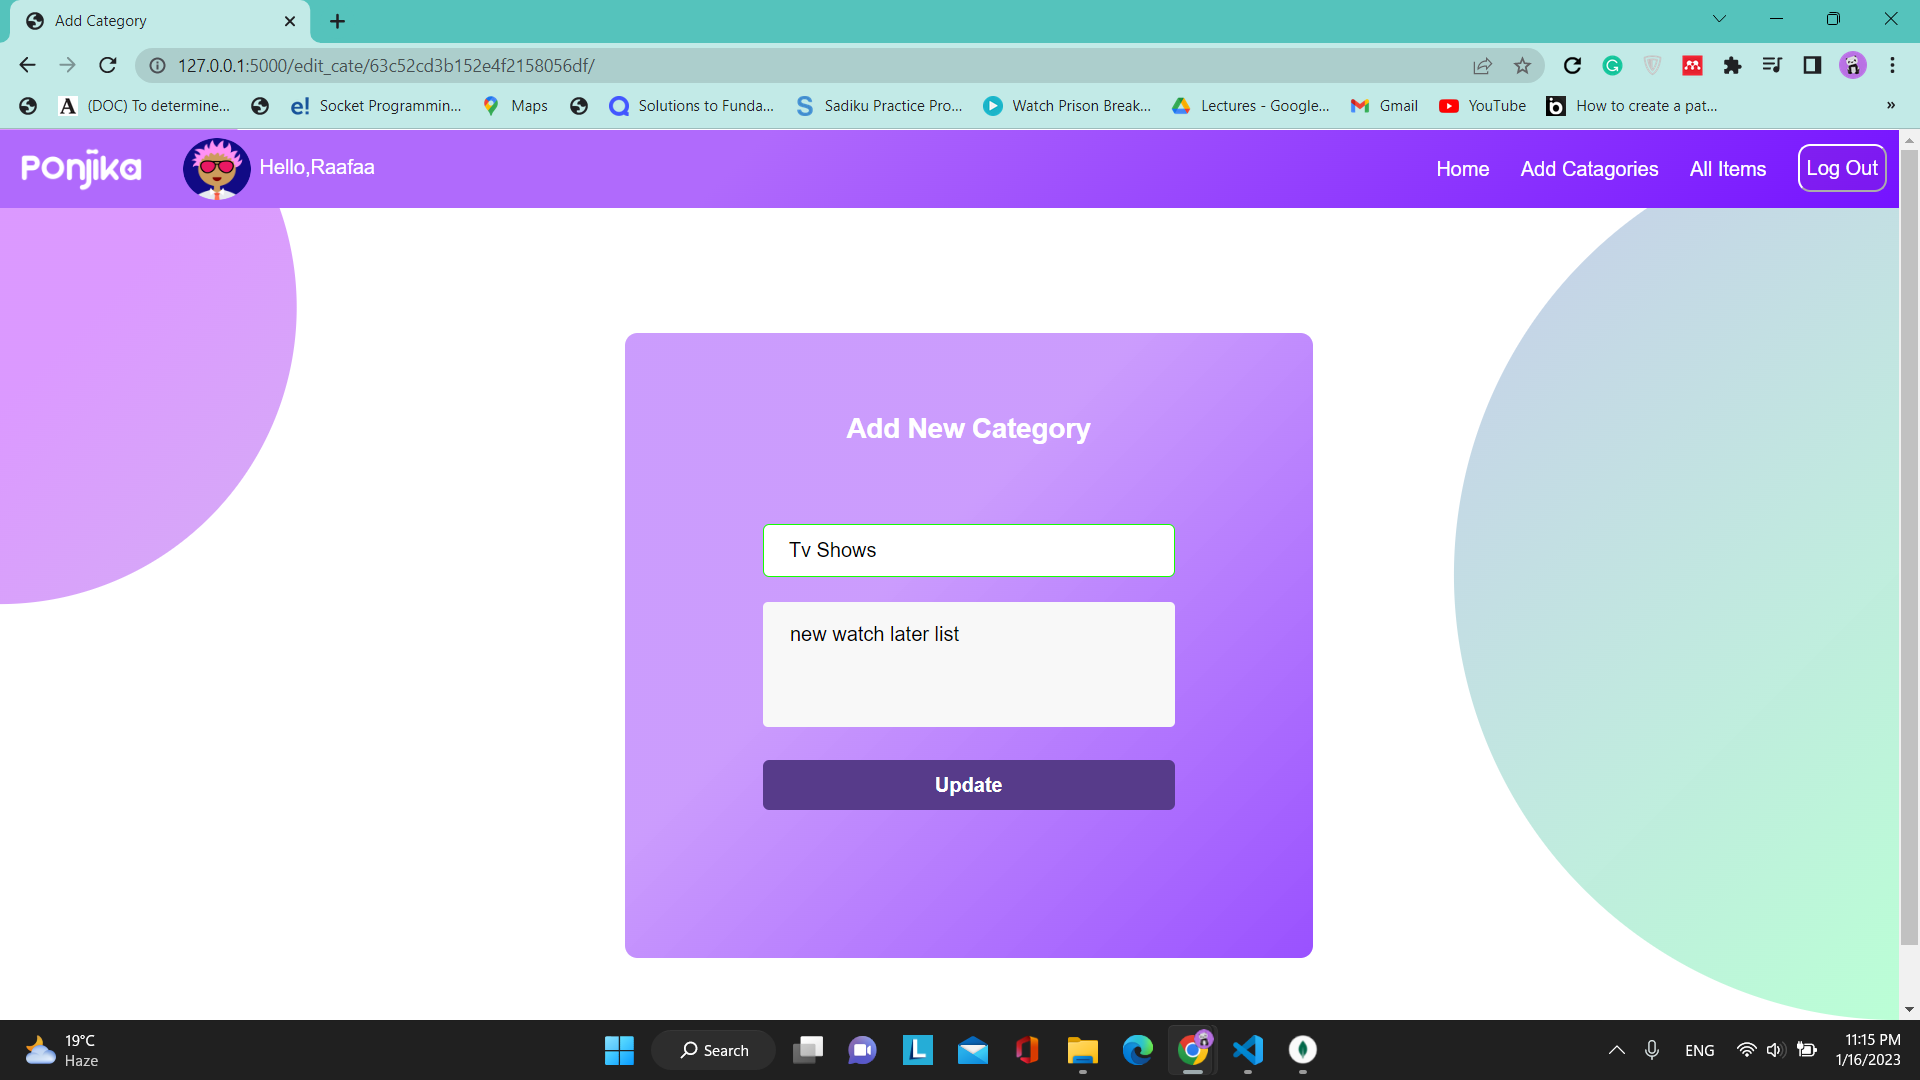 Add Category
127.0.0.1:5000/edit_cate/63c52cd3b152e4f2158056df/
(DOC) To determine... Socket Programmin... Maps Solutions to Funda... Sadiku Practice Pro... Watch Prison Break... Lectures - Google... Gmail YouTube How to create a pat... »
Ponjika Hello,Raafaa Home Add Catagories All Items Log Out
Add New Category
Tv Shows
new watch later list
Update
19°C
Haze
Search
ENG
11:15 PM
1/16/2023